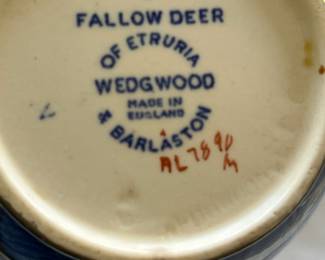 FALLOW DEER
OF ETRURIA
WEDGWOOD
MADE IN
ENGLAND
& BARLASTON
AL7890